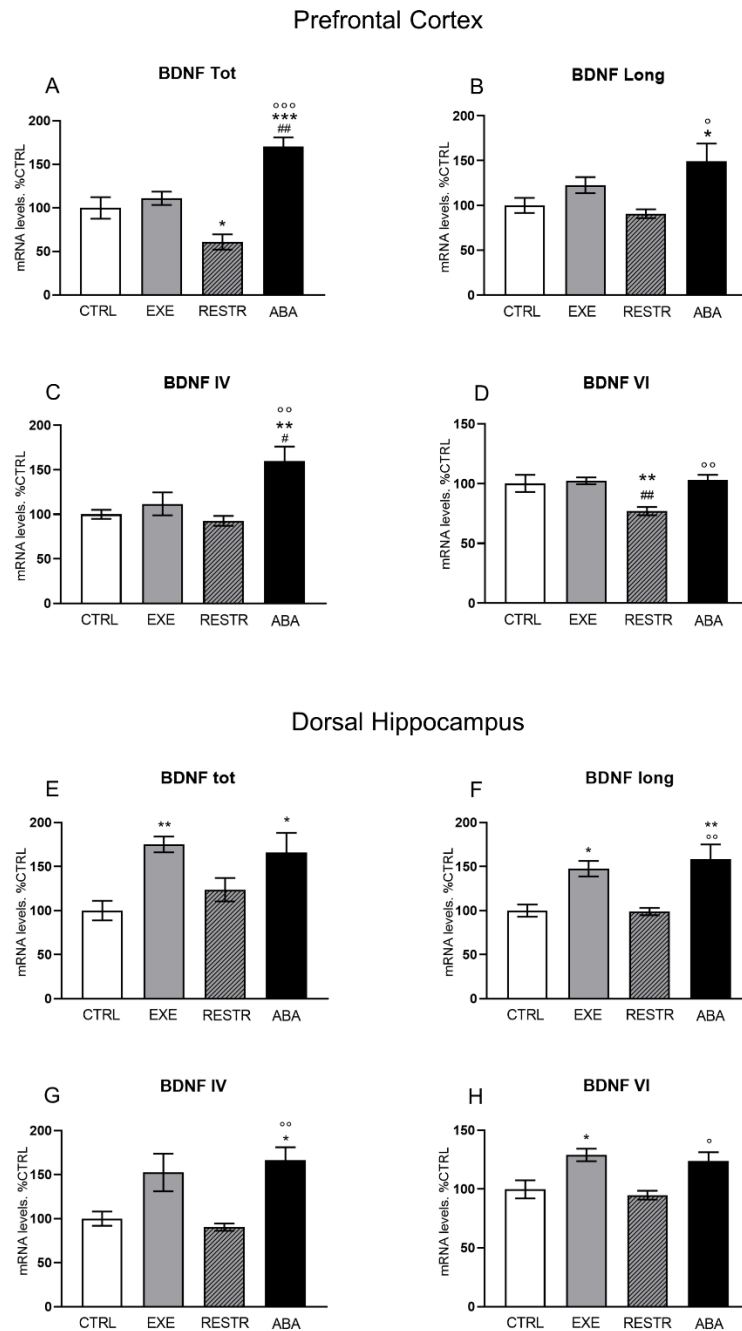 Prefrontal Cortex
A
BDNF Tot
mRNA levels. %CTRL
200
150
100
50
0
*
°°°
***
##
CTRL EXE RESTR ABA
B
BDNF Long
mRNA levels. %CTRL
200
150
100
50
0
°
*
CTRL EXE RESTR ABA
C
BDNF IV
mRNA levels. %CTRL
200
150
100
50
0
°°
**
#
CTRL EXE RESTR ABA
D
BDNF VI
mRNA levels. %CTRL
150
100
50
0
**
##
°°
CTRL EXE RESTR ABA
Dorsal Hippocampus
E
BDNF tot
mRNA levels. %CTRL
200
150
100
50
0
**
*
CTRL EXE RESTR ABA
F
BDNF long
mRNA levels. %CTRL
200
150
100
50
0
*
**
°°
CTRL EXE RESTR ABA
G
BDNF IV
mRNA levels. %CTRL
200
150
100
50
0
°°
*
CTRL EXE RESTR ABA
H
BDNF VI
mRNA levels. %CTRL
150
100
50
0
*
°
CTRL EXE RESTR ABA